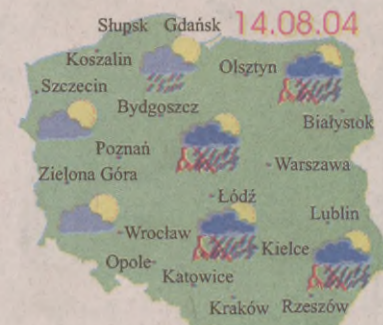 Słupsk Gdańsk 14.08.04
Koszalin
Olsztyn
Szczecin
Bydgoszcz
Białystok
Poznań
Warszawa
Zielona Góra
Łódź
Lublin
Wrocław
Kielce
Opole
Katowice
Kraków Rzeszów